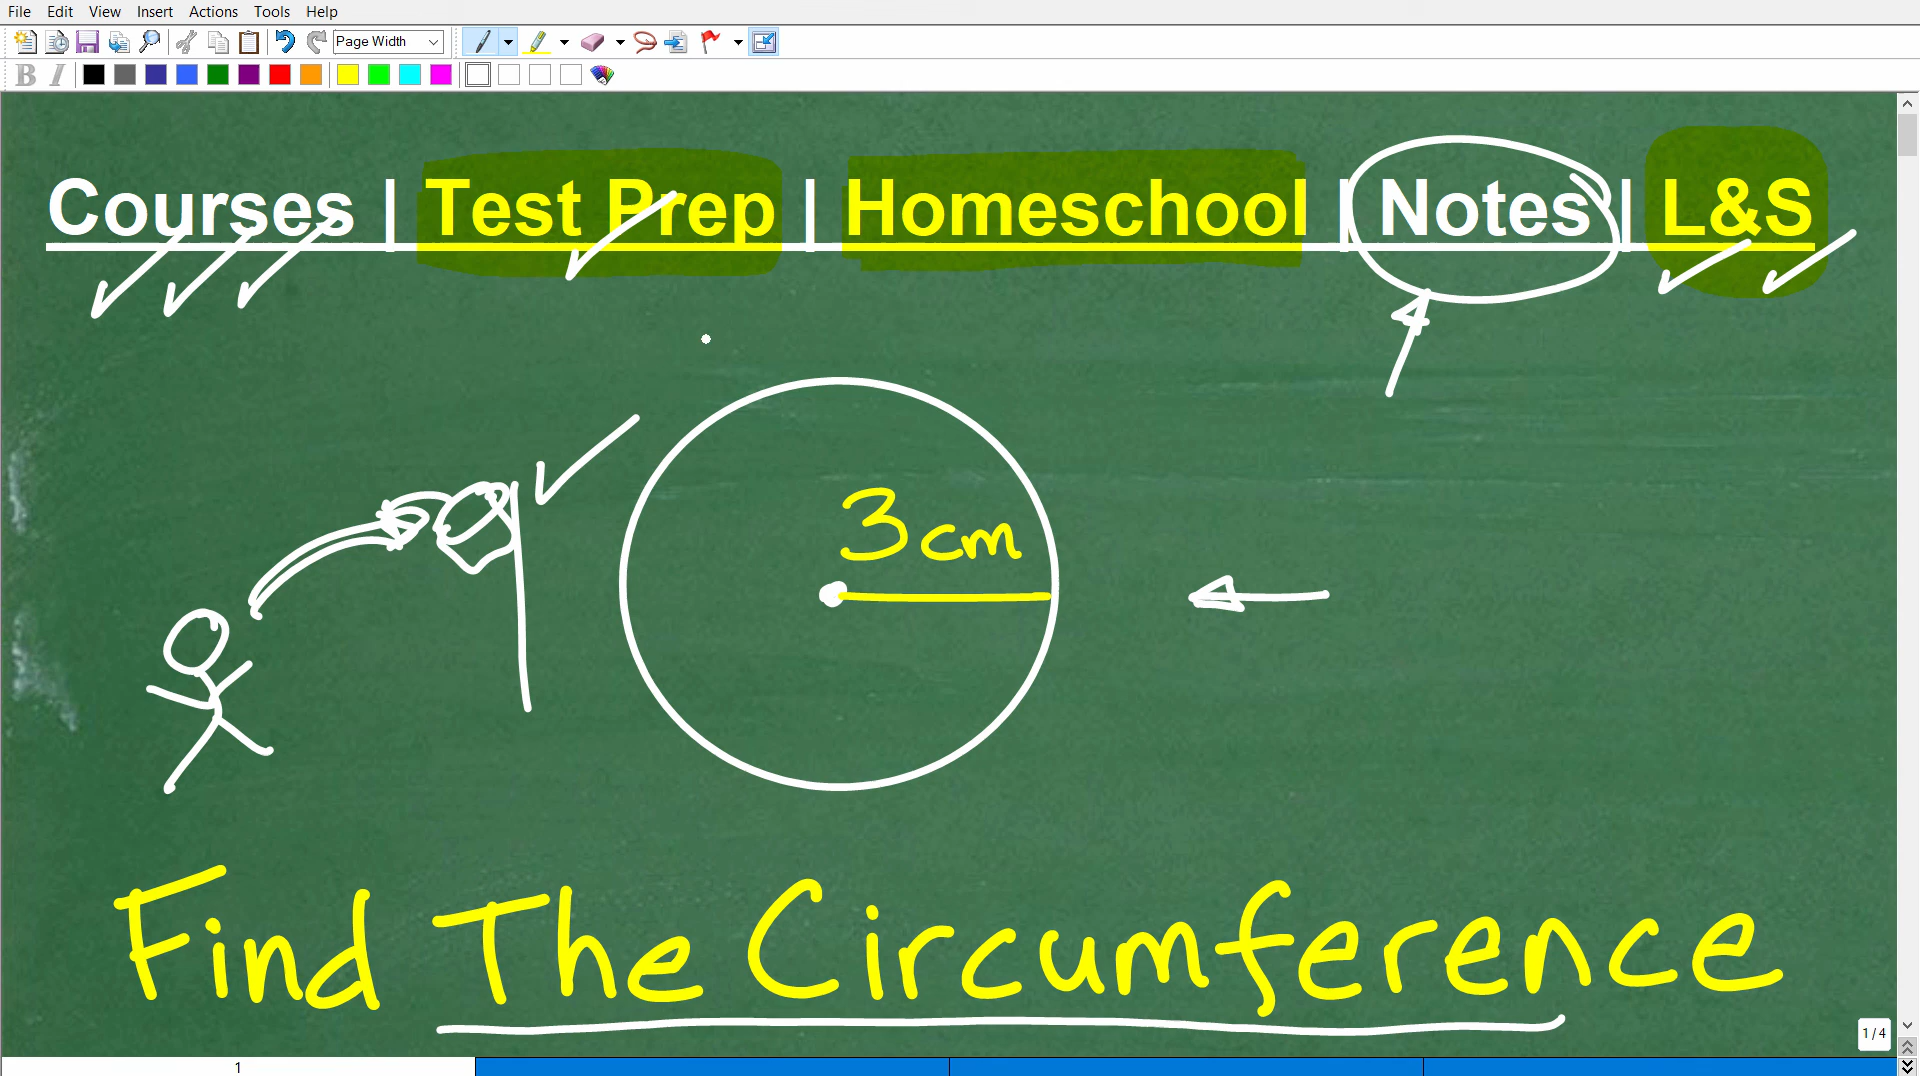 File Edit View Insert Actions Tools Help
Page Width
B I
Courses | Test Prep | Homeschool | Notes | L&S
3cm
Find The Circumference
1 / 4
1